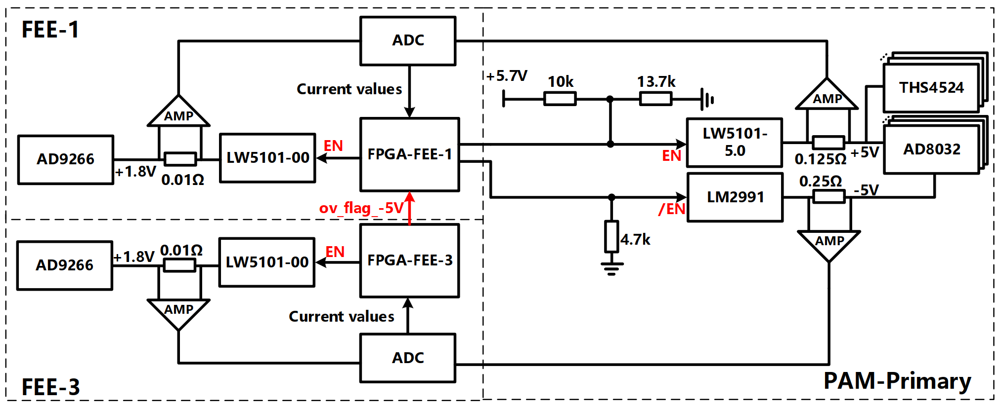 FEE-1
ADC
+5.7V
10k
13.7k
THS4524
Current values
AMP
AMP
AD9266
+1.8V
0.01Ω
LW5101-00
EN
FPGA-FEE-1
EN
LW5101-
5.0
0.125Ω
+5V
AD8032
0.25Ω
-5V
/EN
LM2991
ov_flag_-5V
4.7k
AMP
AD9266
+1.8V
0.01Ω
LW5101-00
EN
FPGA-FEE-3
AMP
Current values
ADC
FEE-3
PAM-Primary